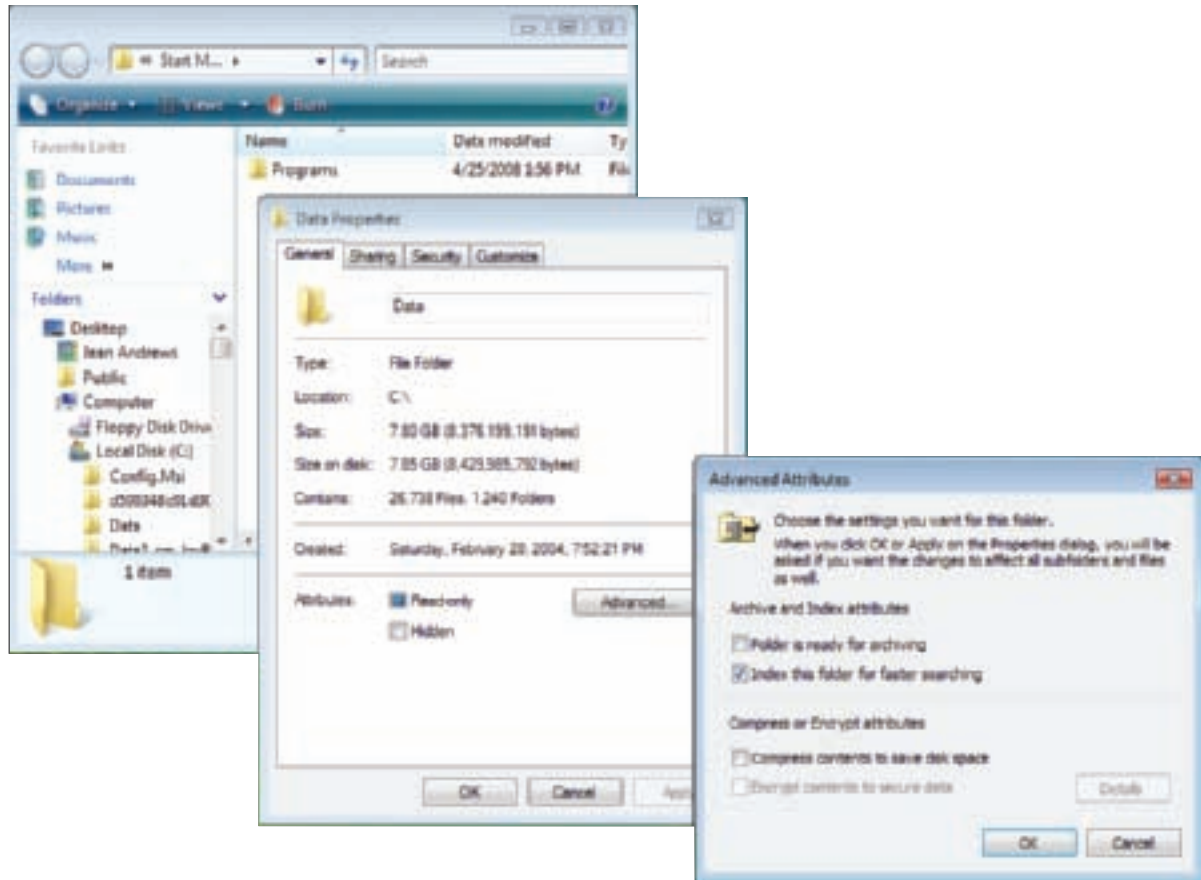 Start M...
Search
Organize
Views
Burn
Favorite Links
Documents
Pictures
Music
More
Folders
Desktop
Jean Andrews
Public
Computer
Floppy Disk Drive
Local Disk (C:)
Config.Msi
Data
1 item
Name
Date modified
Ty
Programs
4/25/2008 1:56 PM
Data Properties
General
Sharing
Security
Customize
Data
Type: File Folder
Location: C:\
Size: 7.80 GB (8,376,199,191 bytes)
Size on disk: 7.85 GB (8,429,985,792 bytes)
Contains: 26,738 Files, 1,240 Folders
Created: Saturday, February 28, 2004, 7:52:21 PM
Attributes:
Read-only
Advanced...
Hidden
OK
Cancel
Advanced Attributes
Choose the settings you want for this folder.
When you click OK or Apply on the Properties dialog, you will be
asked if you want the changes to affect all subfolders and files
as well.
Archive and Index attributes
Folder is ready for archiving
Index this folder for faster searching
Compress or Encrypt attributes
Compress contents to save disk space
Encrypt contents to secure data
Details
OK
Cancel